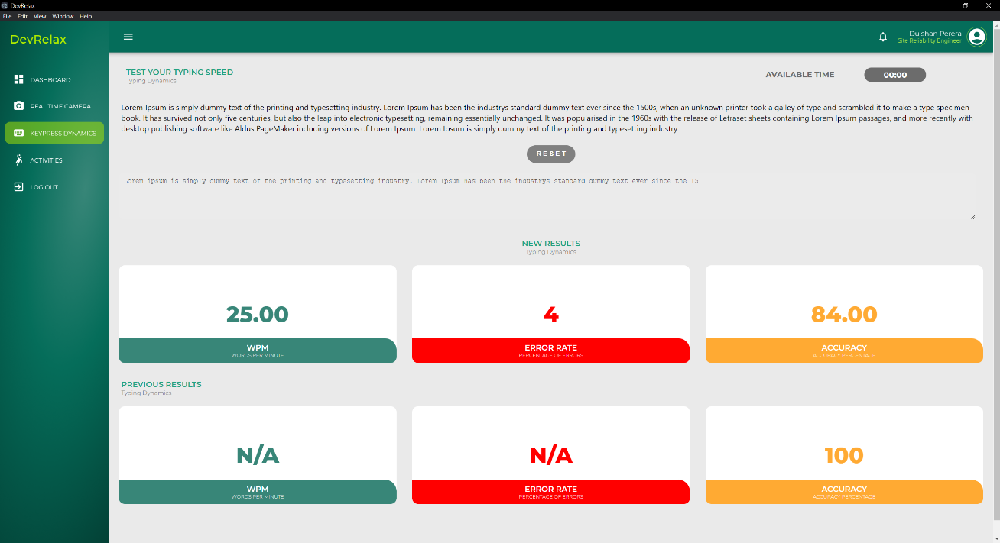 DevRelax
File Edit View Window Help
DevRelax
Dulshan Perera
Site Reliability Engineer
DASHBOARD
REAL TIME CAMERA
KEYPRESS DYNAMICS
ACTIVITIES
LOG OUT
TEST YOUR TYPING SPEED
Typing Dynamics
AVAILABLE TIME
00:00
Lorem Ipsum is simply dummy text of the printing and typesetting industry. Lorem Ipsum has been the industrys standard dummy text ever since the 1500s, when an unknown printer took a galley of type and scrambled it to make a type specimen
book. It has survived not only five centuries, but also the leap into electronic typesetting, remaining essentially unchanged. It was popularised in the 1960s with the release of Letraset sheets containing Lorem Ipsum passages, and more recently with
desktop publishing software like Aldus PageMaker including versions of Lorem Ipsum. Lorem Ipsum is simply dummy text of the printing and typesetting industry.
RESET
Lorem ipsum is simply dummy text of the printing and typesetting industry. Lorem Ipsum has been the industrys standard dummy text ever since the 15
NEW RESULTS
Typing Dynamics
25.00
WPM
WORDS PER MINUTE
4
ERROR RATE
PERCENTAGE OF ERRORS
84.00
ACCURACY
ACCURACY PERCENTAGE
PREVIOUS RESULTS
Typing Dynamics
N/A
WPM
WORDS PER MINUTE
N/A
ERROR RATE
PERCENTAGE OF ERRORS
100
ACCURACY
ACCURACY PERCENTAGE